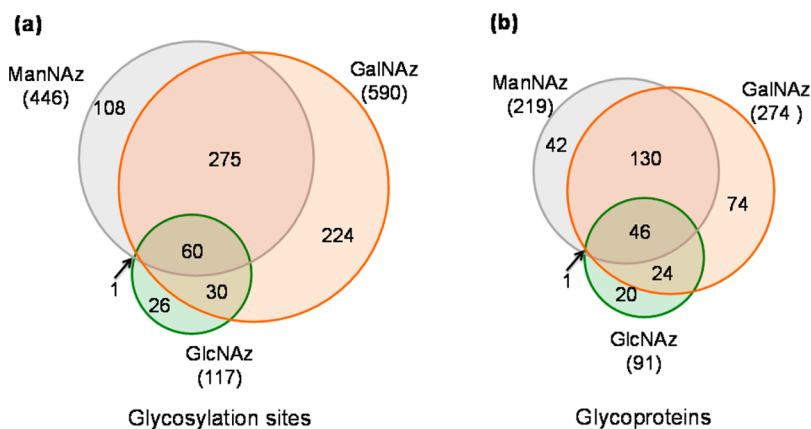 (a)
ManNAz
(446)
GalNAz
(590)
108
275
224
60
30
1
26
GlcNAz
(117)
Glycosylation sites
(b)
ManNAz
(219)
GalNAz
(274 )
42
130
74
46
24
1
20
GlcNAz
(91)
Glycoproteins